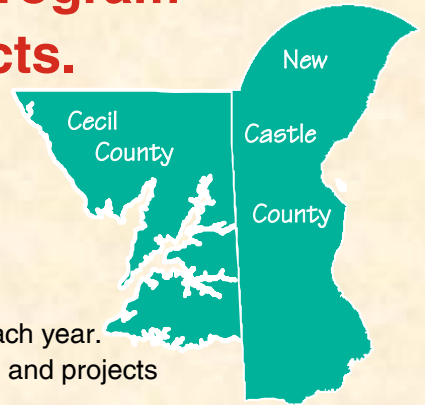 rogram
cts.
New
Castle
County
Cecil
County
ach year.
and projects